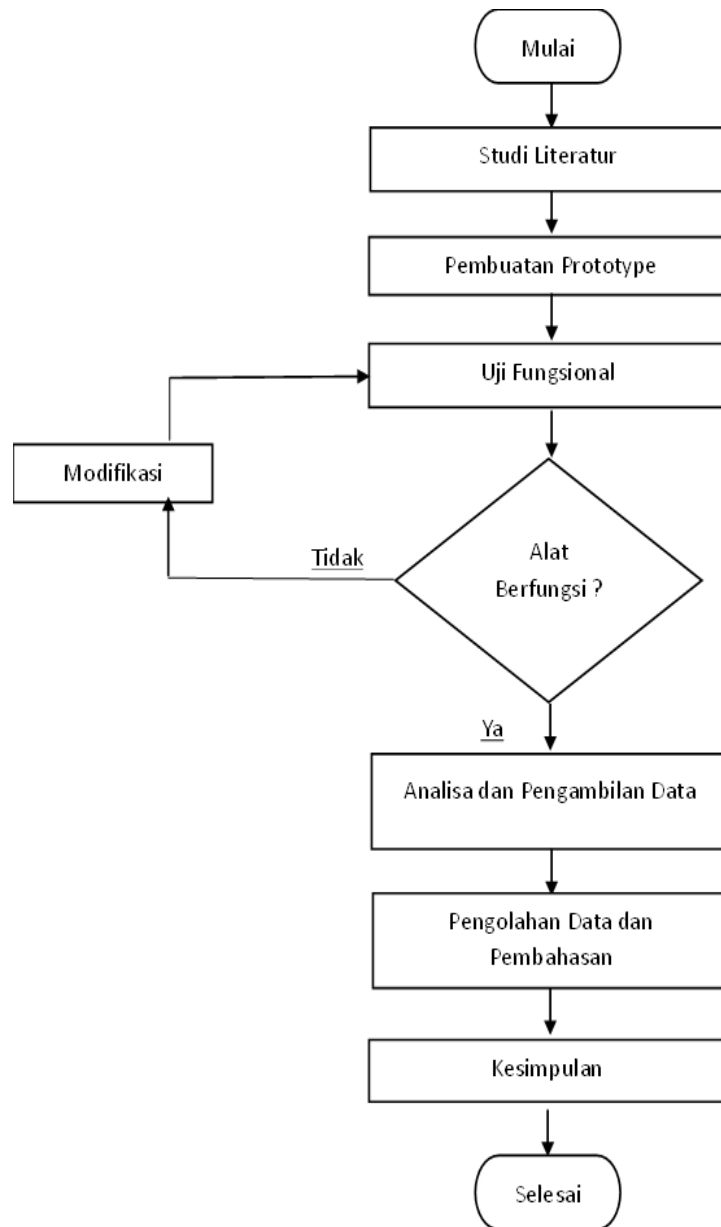 Mulai
Studi Literatur
Pembuatan Prototype
Uji Fungsional
Modifikasi
Tidak
Alat
Berfungsi ?
Ya
Analisa dan Pengambilan Data
Pengolahan Data dan
Pembahasan
Kesimpulan
Selesai